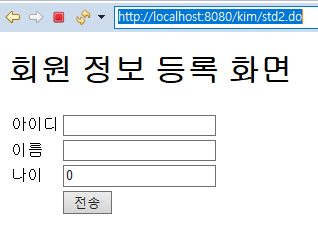 http://localhost:8080/kim/std2.do
회원 정보 등록 화면
아이디
이름
나이 0
전송